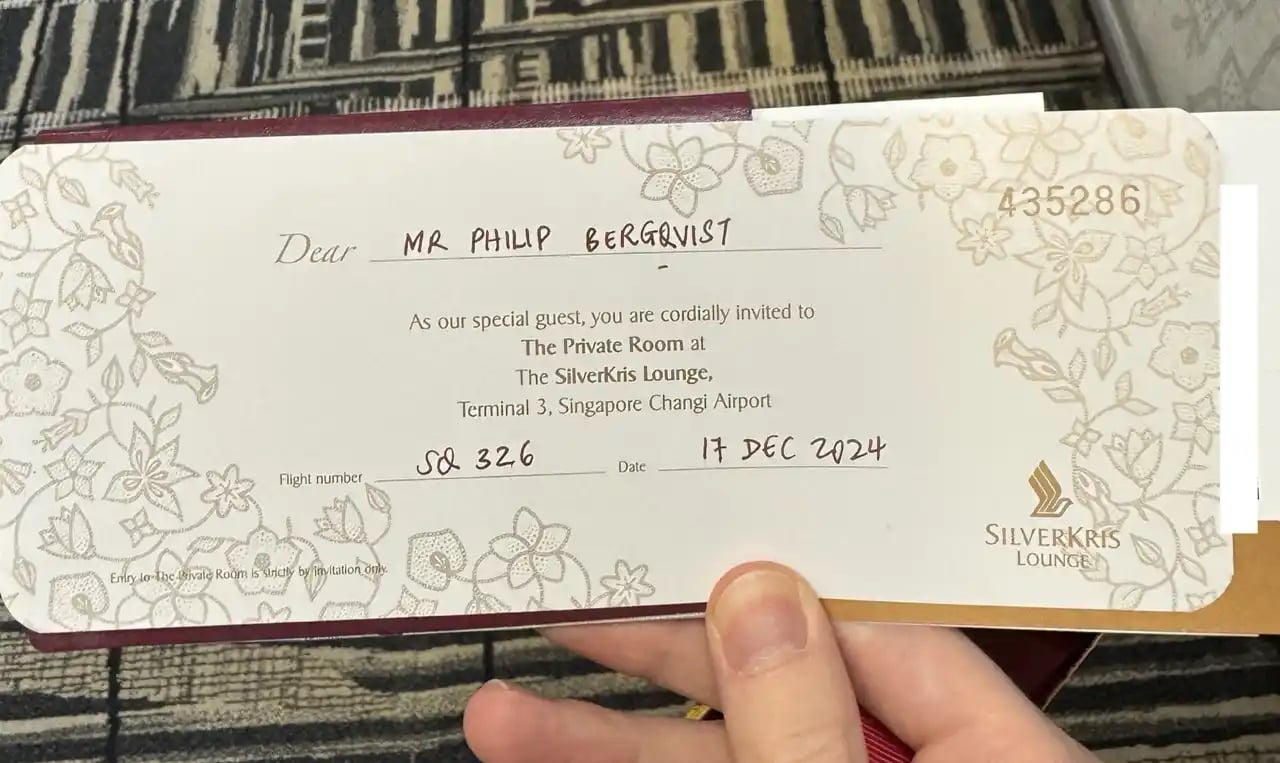 435286
Dear MR PHILIP BERGQVIST
As our special guest, you are cordially invited to
The Private Room at
The SilverKris Lounge,
Terminal 3, Singapore Changi Airport
Flight number SQ 326 Date 17 DEC 2024
SILVERKRIS
LOUNGE
Entry to The Private Room is strictly by invitation only.